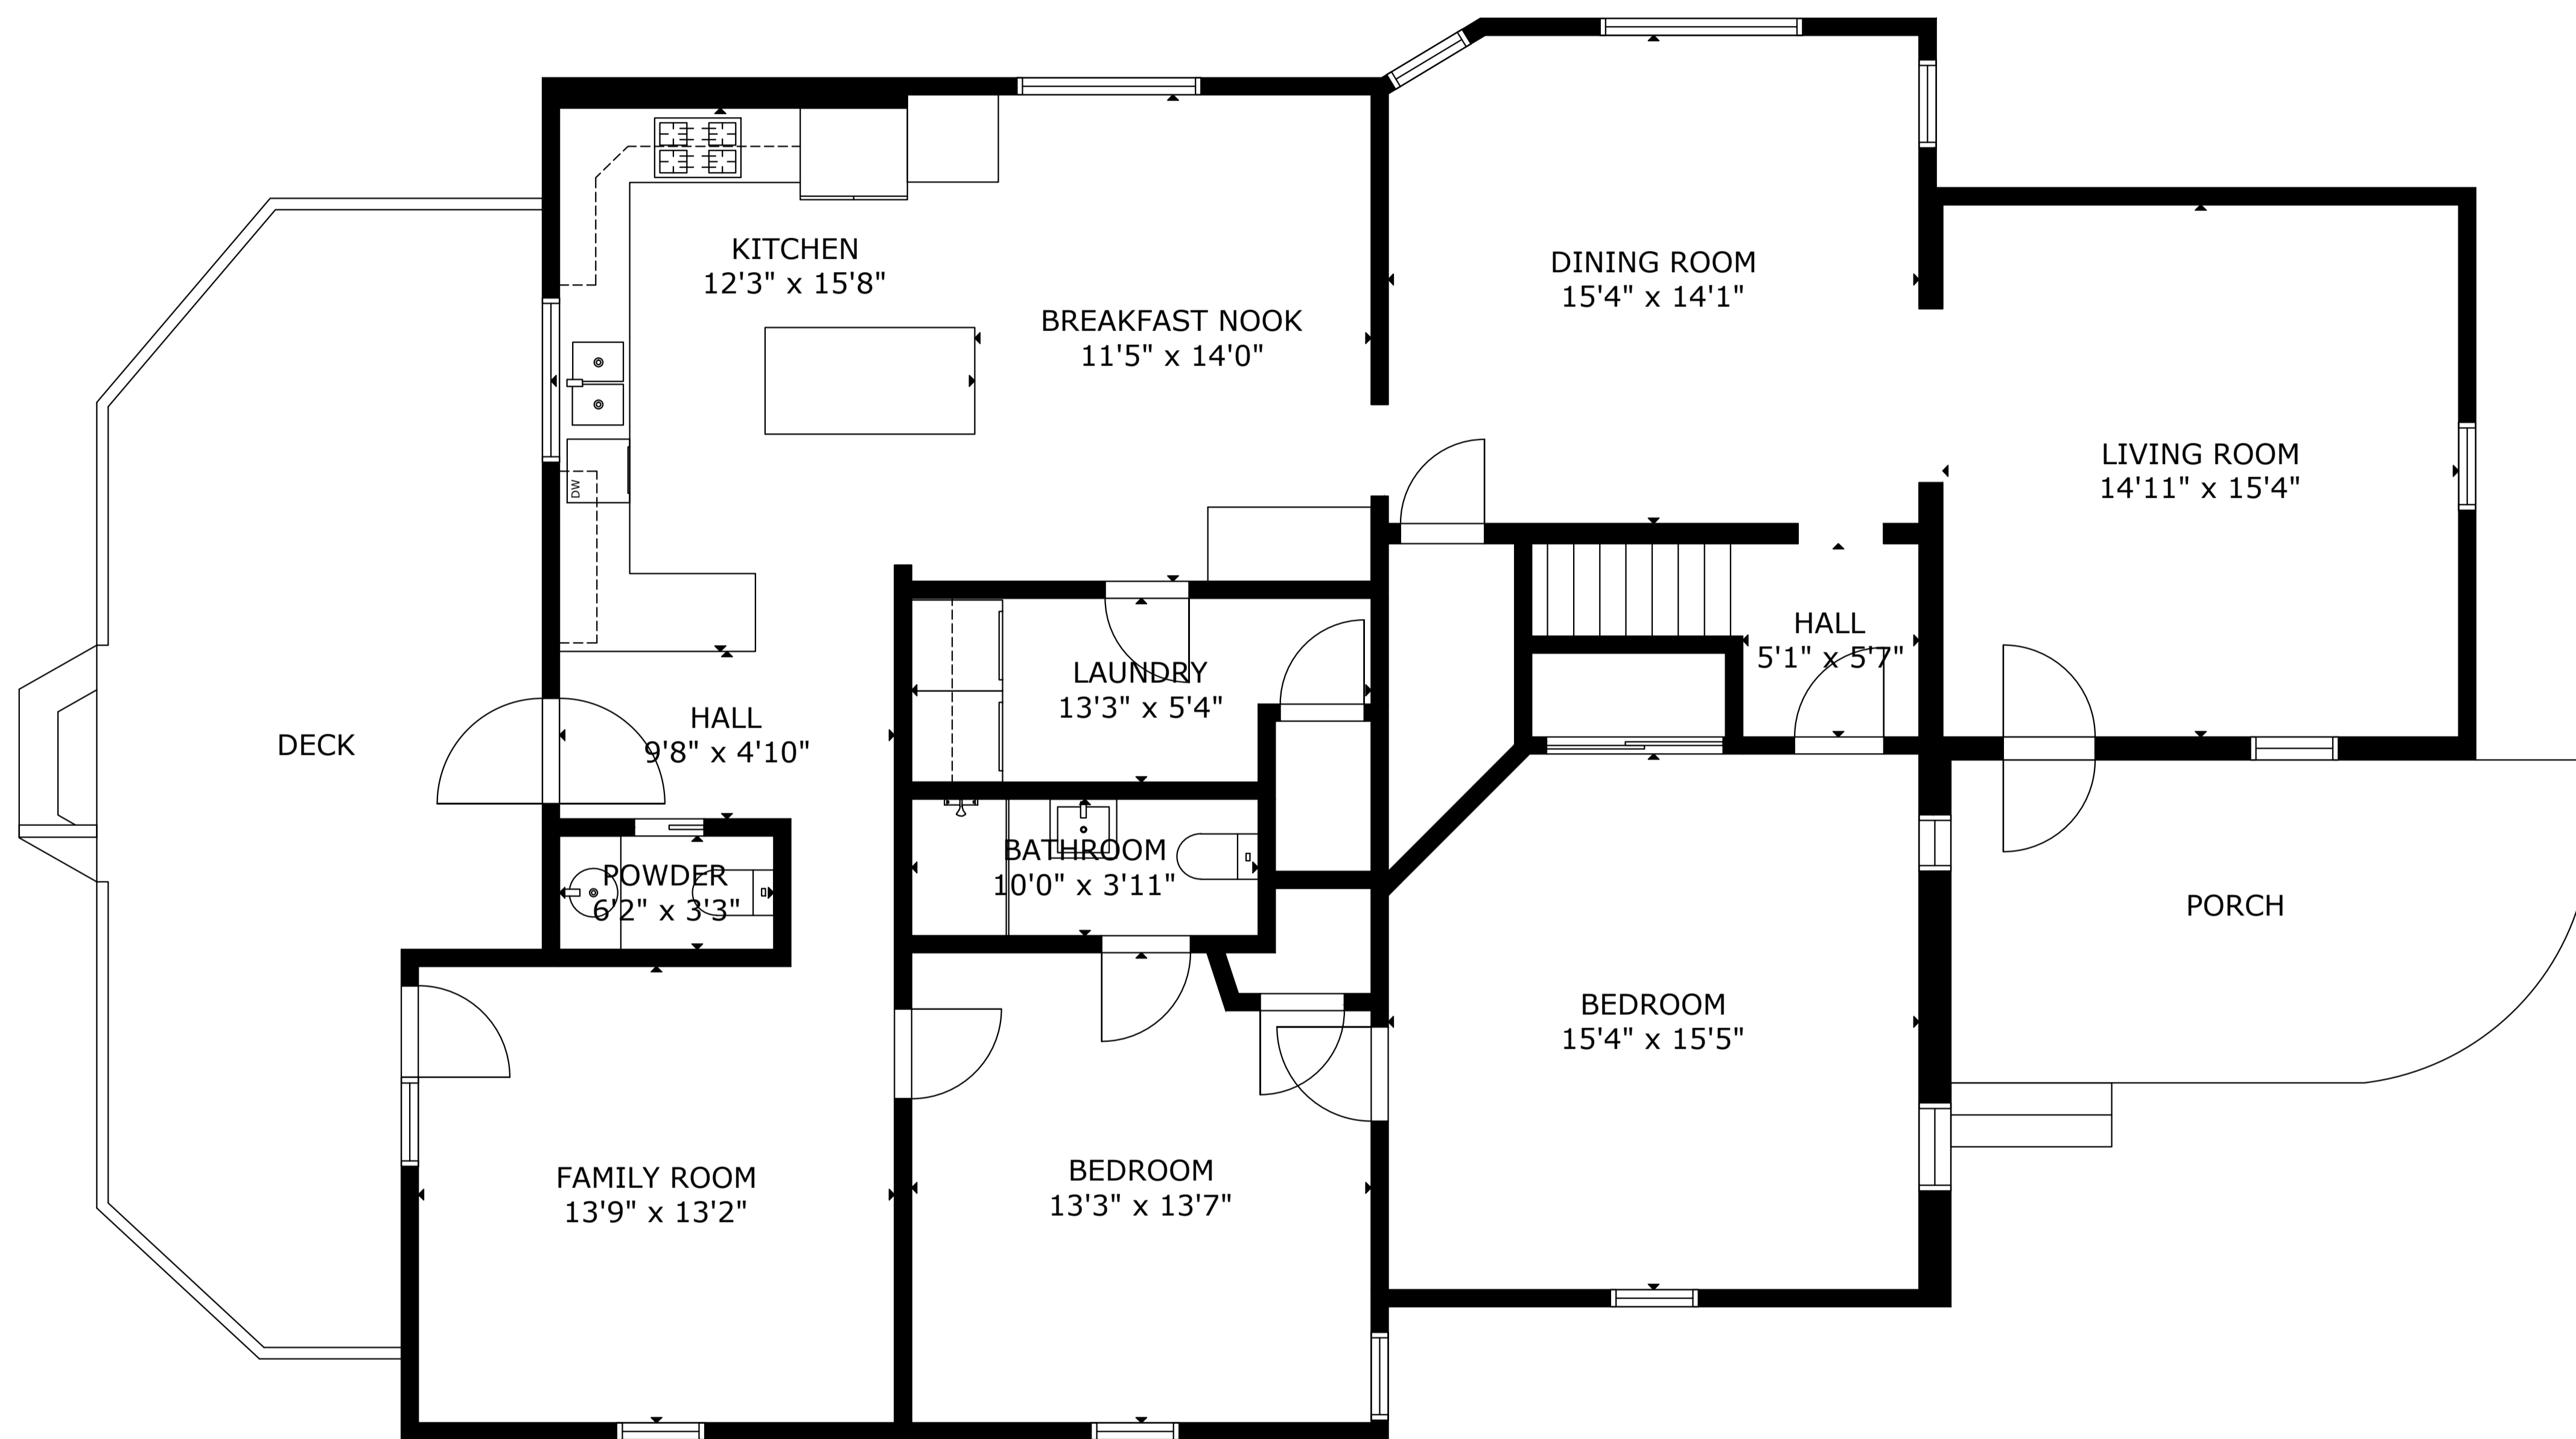 KITCHEN
12'3" x 15'8"
BREAKFAST NOOK
11'5" x 14'0"
DINING ROOM
15'4" x 14'1"
LIVING ROOM
14'11" x 15'4"
DW
HALL
5'1" x 5'7"
LAUNDRY
13'3" x 5'4"
HALL
9'8" x 4'10"
DECK
BATHROOM
10'0" x 3'11"
POWDER
6'2" x 3'3"
PORCH
BEDROOM
15'4" x 15'5"
FAMILY ROOM
13'9" x 13'2"
BEDROOM
13'3" x 13'7"